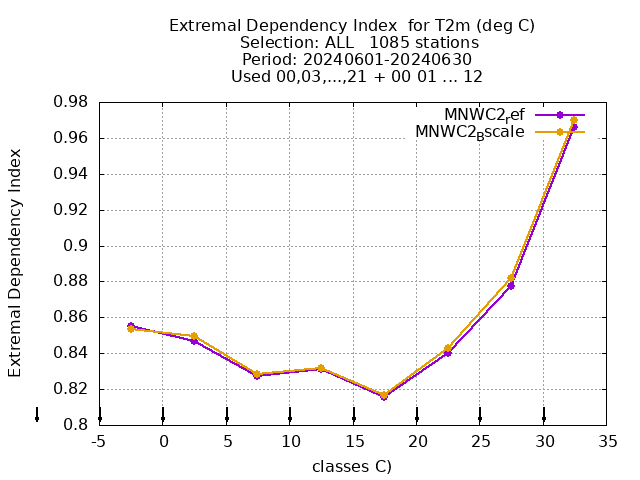 Extremal Dependency Index  for T2m (deg C)
Selection: ALL   1085 stations
Period: 20240601-20240630
Used 00,03,...,21 + 00 01 ... 12
MNWC2ref
MNWC2Bscale
Extremal Dependency Index
0.98
0.96
0.94
0.92
0.9
0.88
0.86
0.84
0.82
0.8
-5 0 5 10 15 20 25 30 35
classes C)